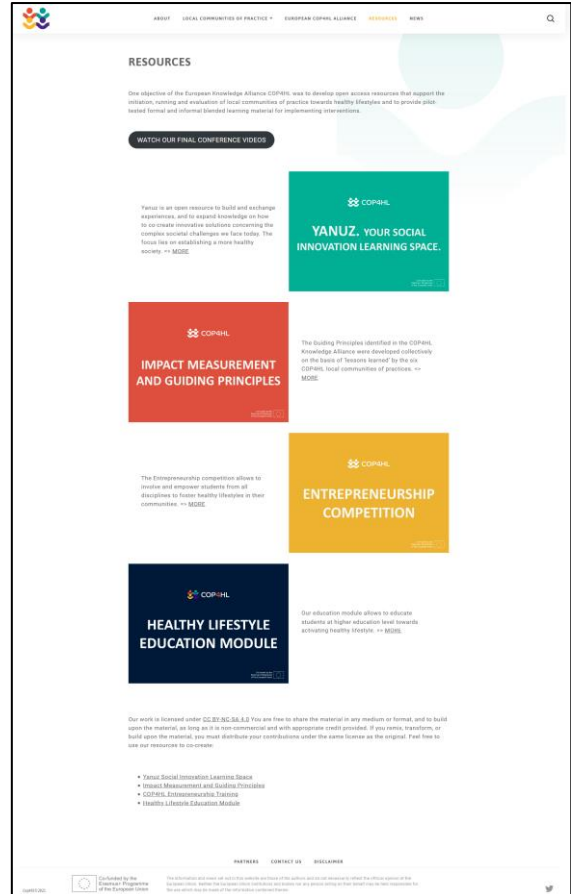 ABOUT LOCAL COMMUNITIES OF PRACTICE EUROPEAN COP4HL ALLIANCE RESOURCES NEWS
RESOURCES
One objective of the European Knowledge Alliance COP4HL was to develop open access resources that support the
initiation, running and evaluation of local communities of practice towards healthy lifestyles and to provide pilot-
tested formal and informal blended learning material for implementing interventions.
WATCH OUR FINAL CONFERENCE VIDEOS
Yanuz is an open resource to build and exchange
experiences, and to expand knowledge on how
to co-create innovative solutions concerning the
complex societal challenges we face today. The
focus lies on establishing a more healthy
society. => MORE
COP4HL
YANUZ. YOUR SOCIAL
INNOVATION LEARNING SPACE.
COP4HL
IMPACT MEASUREMENT
AND GUIDING PRINCIPLES
The Guiding Principles identified in the COP4HL
Knowledge Alliance were developed collectively
on the basis of 'lessons learned' by the six
COP4HL local communities of practices. =>
MORE
The Entrepreneurship competition allows to
involve and empower students from all
disciplines to foster healthy lifestyles in their
communities. => MORE
COP4HL
ENTREPRENEURSHIP
COMPETITION
COP4HL
HEALTHY LIFESTYLE
EDUCATION MODULE
Our education module allows to educate
students at higher education level towards
activating healthy lifestyle. => MORE
Our work is licensed under CC BY-NC-SA 4.0 You are free to share the material in any medium or format, and to build
upon the material, as long as it is non-commercial and with appropriate credit provided. If you remix, transform, or
build upon the material, you must distribute your contributions under the same license as the original. Feel free to
use our resources to co-create:
• Yanuz Social Innovation Learning Space
• Impact Measurement and Guiding Principles
• COP4HL Entrepreneurship Training
• Healthy Lifestyle Education Module
PARTNERS CONTACT US DISCLAIMER
Co-funded by the
Erasmus+ Programme
of the European Union